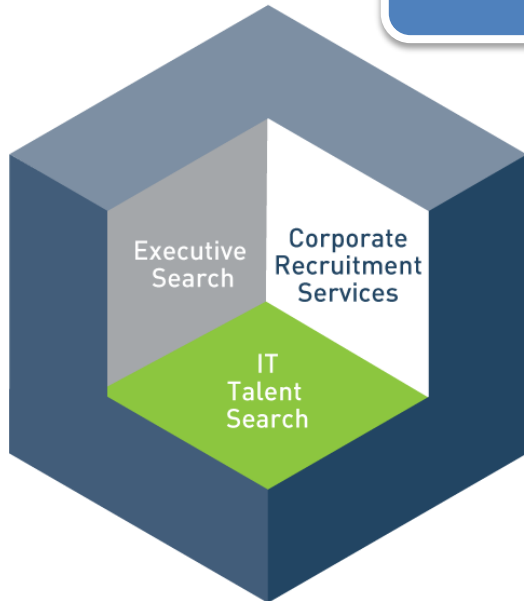 Executive
Search
Corporate
Recruitment
Services
IT
Talent
Search